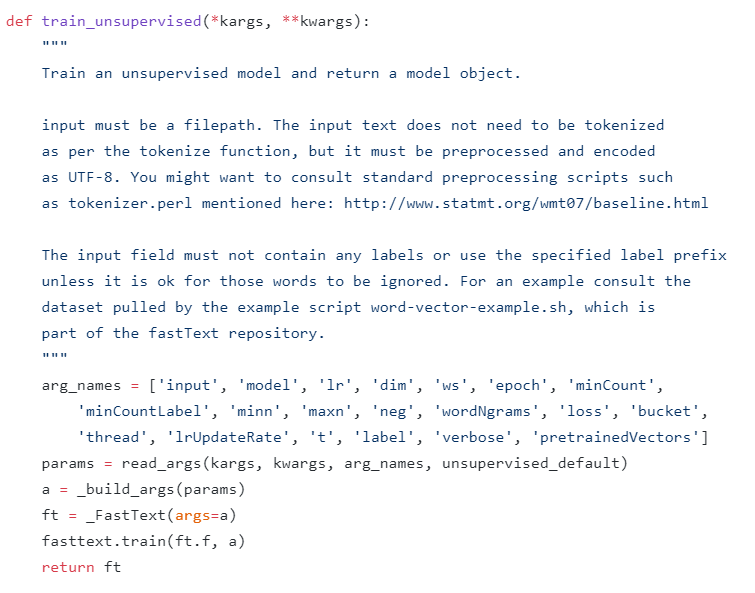 def train_unsupervised(*kargs, **kwargs):
    """
    Train an unsupervised model and return a model object.

    input must be a filepath. The input text does not need to be tokenized
    as per the tokenize function, but it must be preprocessed and encoded
    as UTF-8. You might want to consult standard preprocessing scripts such
    as tokenizer.perl mentioned here: http://www.statmt.org/wmt07/baseline.html

    The input field must not contain any labels or use the specified label prefix
    unless it is ok for those words to be ignored. For an example consult the
    dataset pulled by the example script word-vector-example.sh, which is
    part of the fastText repository.
    """
    arg_names = ['input', 'model', 'lr', 'dim', 'ws', 'epoch', 'minCount',
        'minCountLabel', 'minn', 'maxn', 'neg', 'wordNgrams', 'loss', 'bucket',
        'thread', 'lrUpdateRate', 't', 'label', 'verbose', 'pretrainedVectors']
    params = read_args(kargs, kwargs, arg_names, unsupervised_default)
    a = _build_args(params)
    ft = _FastText(args=a)
    fasttext.train(ft.f, a)
    return ft